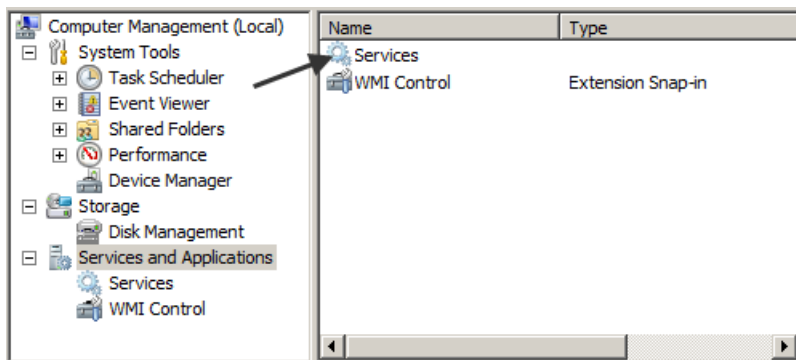 Computer Management (Local)
System Tools
Task Scheduler
Event Viewer
Shared Folders
Performance
Device Manager
Storage
Disk Management
Services and Applications
Services
WMI Control
Name Type
Services
WMI Control Extension Snap-in